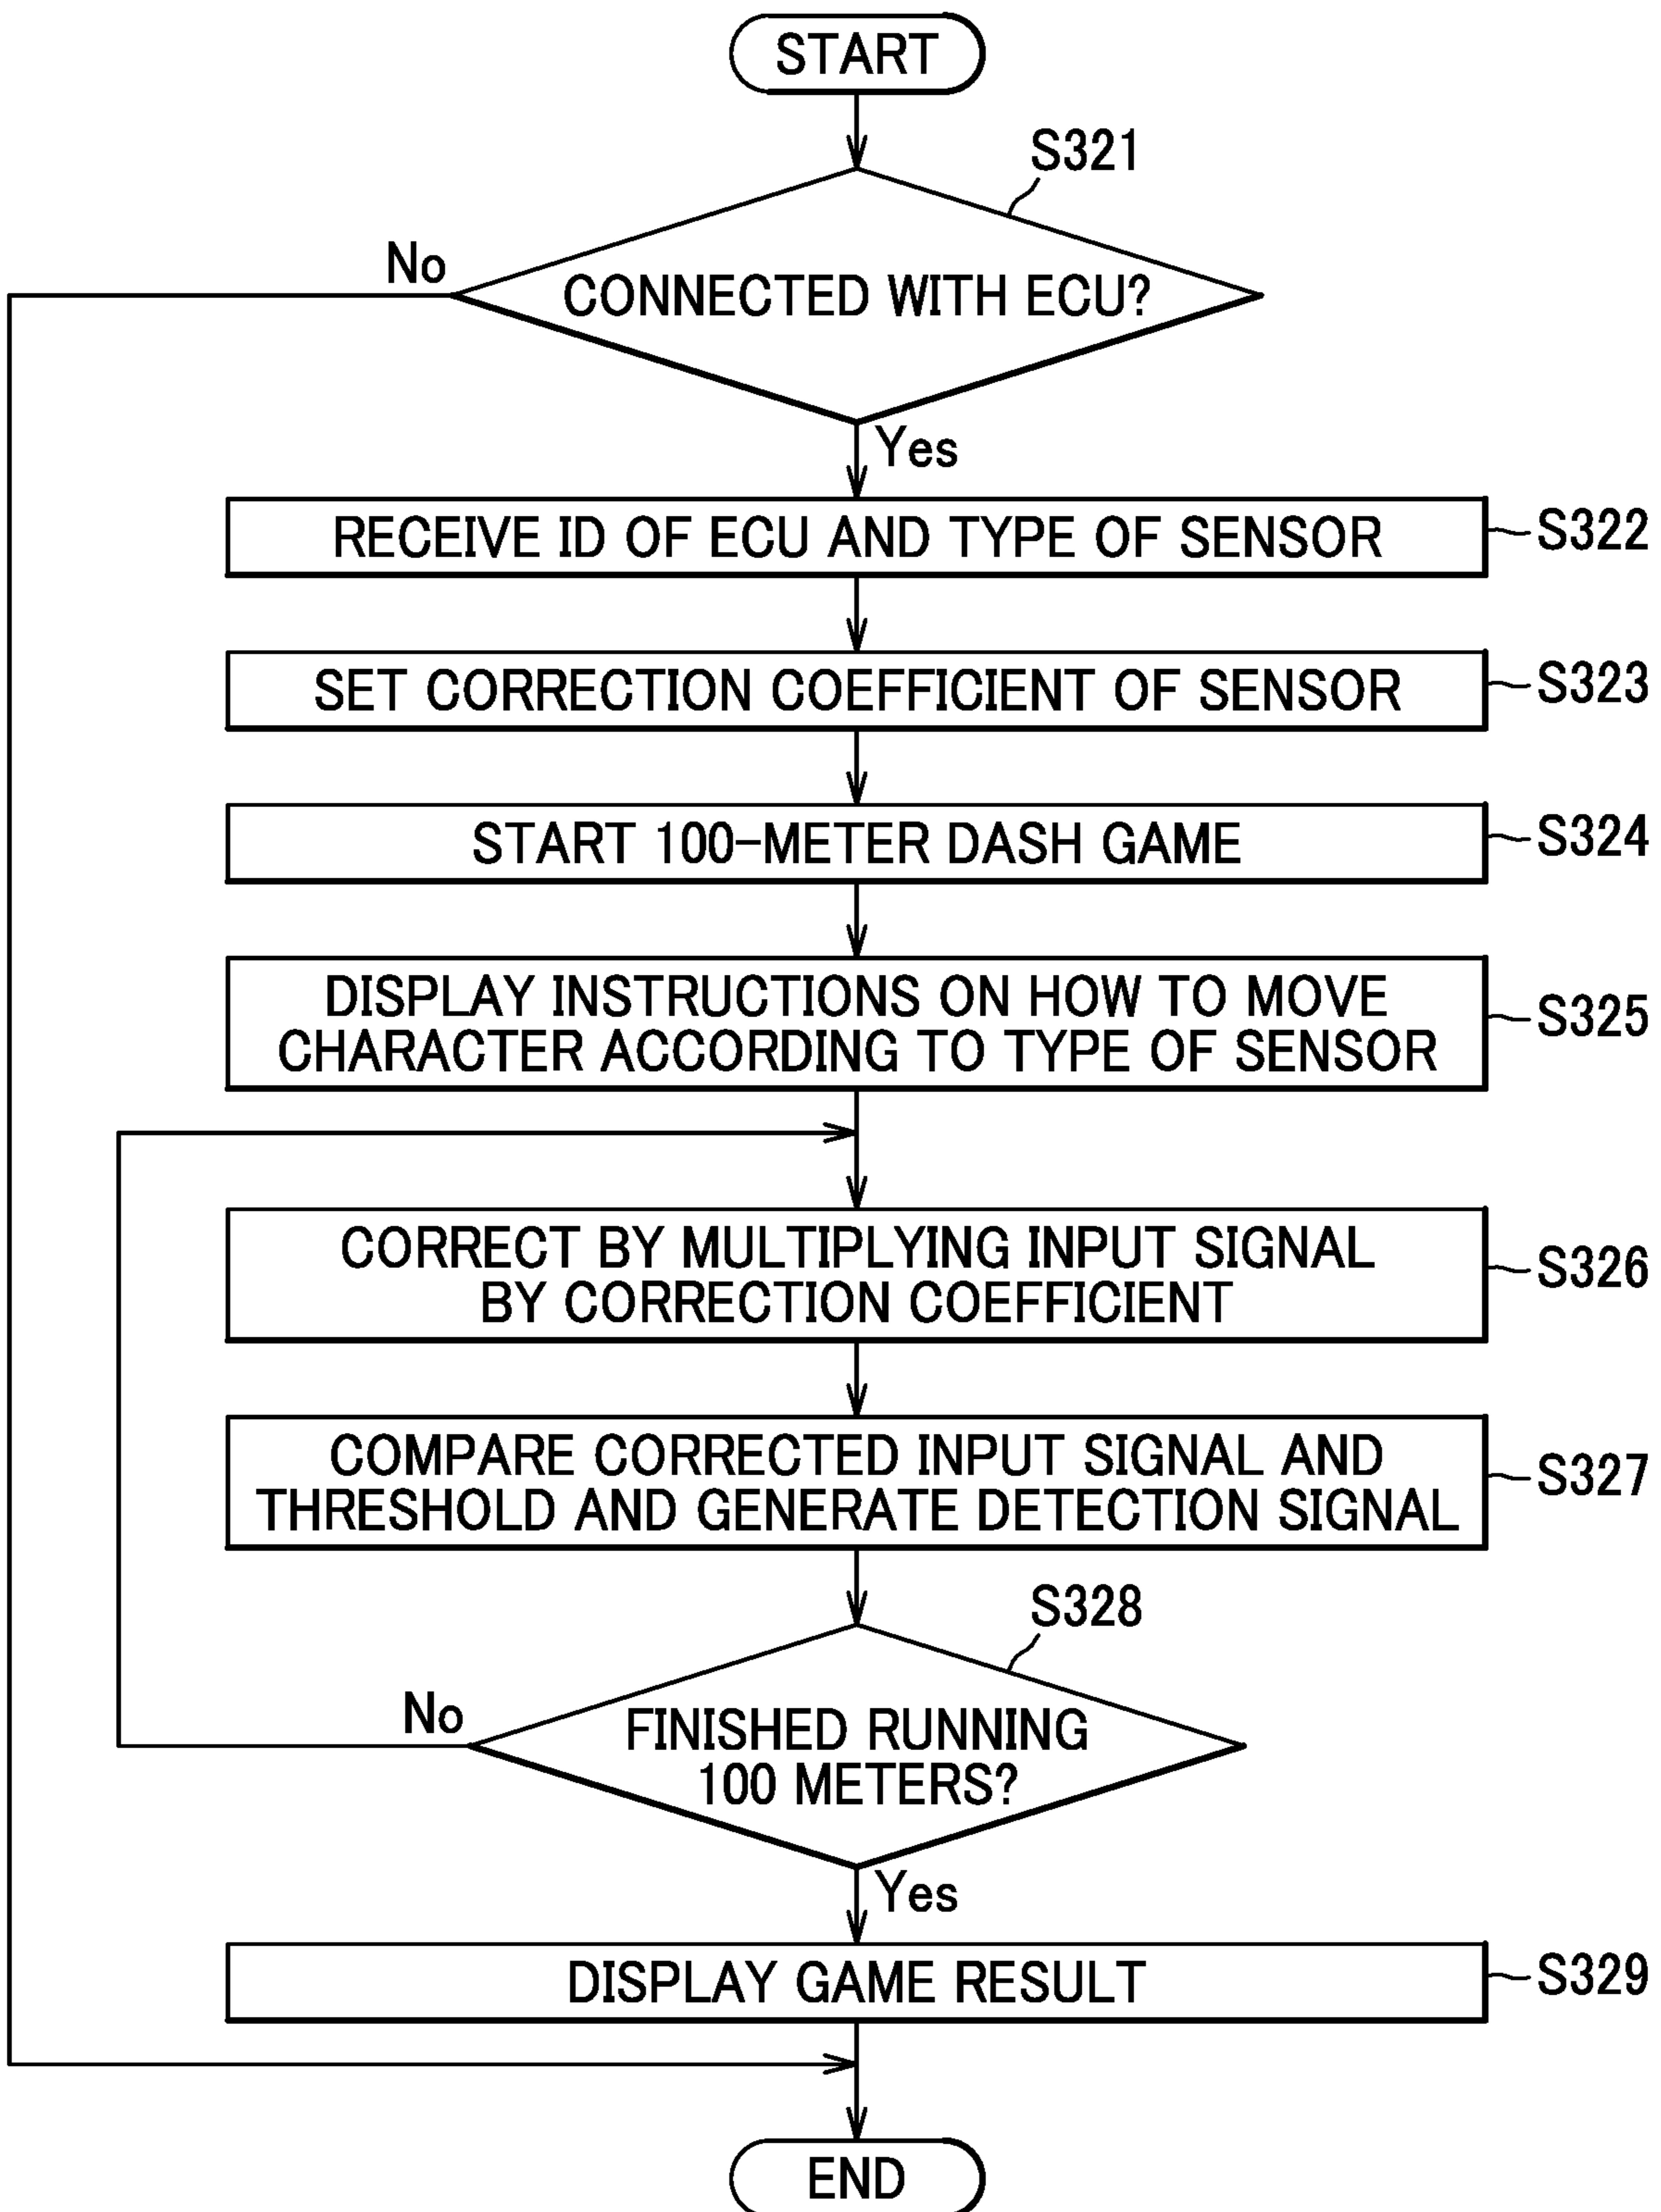 START
S321
No
CONNECTED WITH ECU?
Yes
RECEIVE ID OF ECU AND TYPE OF SENSOR
S322
SET CORRECTION COEFFICIENT OF SENSOR
S323
START 100-METER DASH GAME
S324
DISPLAY INSTRUCTIONS ON HOW TO MOVE
CHARACTER ACCORDING TO TYPE OF SENSOR
S325
CORRECT BY MULTIPLYING INPUT SIGNAL
BY CORRECTION COEFFICIENT
S326
COMPARE CORRECTED INPUT SIGNAL AND
THRESHOLD AND GENERATE DETECTION SIGNAL
S327
S328
No
FINISHED RUNNING
100 METERS?
Yes
DISPLAY GAME RESULT
S329
END